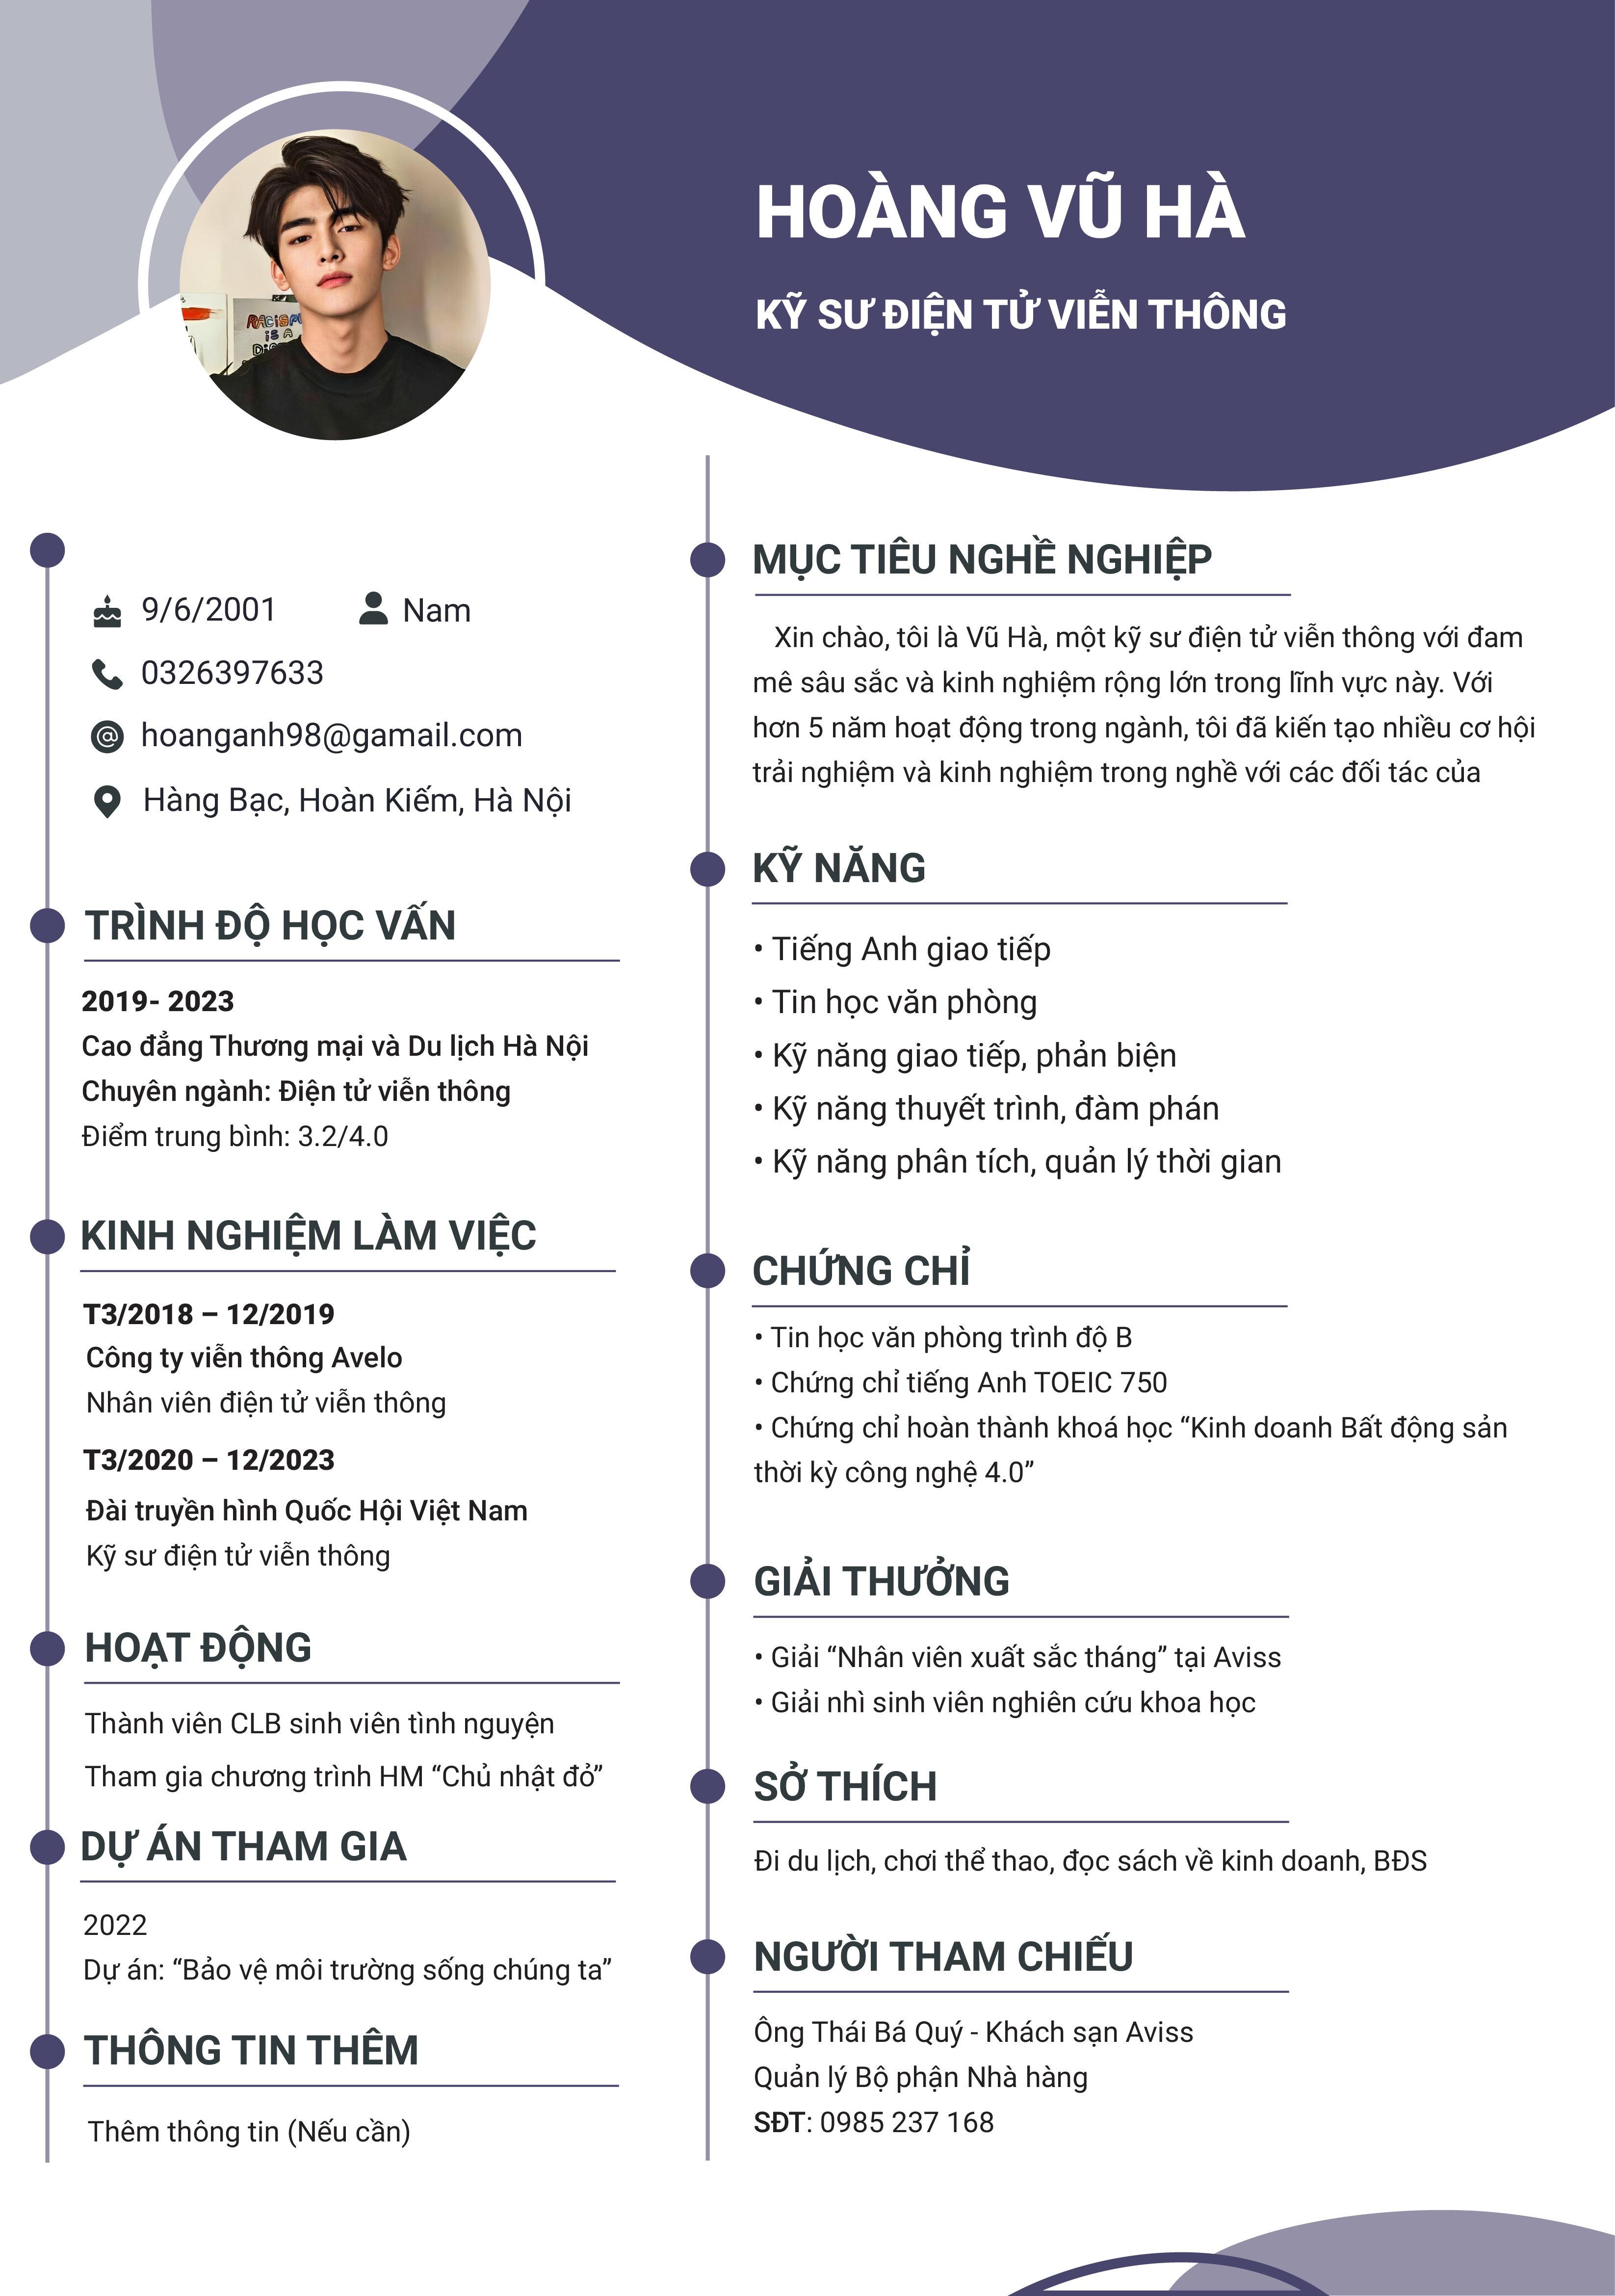 HOÀNG VŨ HÀ
KỸ SƯ ĐIỆN TỬ VIỄN THÔNG
RACISM
IS A
9/6/2001
Nam
0326397633
hoanganh98@gamail.com
Hàng Bạc, Hoàn Kiếm, Hà Nội
TRÌNH ĐỘ HỌC VẤN
2019- 2023
Cao đẳng Thương mại và Du lịch Hà Nội
Chuyên ngành: Điện tử viễn thông
Điểm trung bình: 3.2/4.0
KINH NGHIỆM LÀM VIỆC
T3/2018 – 12/2019
Công ty viễn thông Avelo
Nhân viên điện tử viễn thông
T3/2020 – 12/2023
Đài truyền hình Quốc Hội Việt Nam
Kỹ sư điện tử viễn thông
HOẠT ĐỘNG
Thành viên CLB sinh viên tình nguyện
Tham gia chương trình HM “Chủ nhật đỏ”
DỰ ÁN THAM GIA
2022
Dự án: “Bảo vệ môi trường sống chúng ta”
THÔNG TIN THÊM
Thêm thông tin (Nếu cần)
MỤC TIÊU NGHỀ NGHIỆP
Xin chào, tôi là Vũ Hà, một kỹ sư điện tử viễn thông với đam
mê sâu sắc và kinh nghiệm rộng lớn trong lĩnh vực này. Với
hơn 5 năm hoạt động trong ngành, tôi đã kiến tạo nhiều cơ hội
trải nghiệm và kinh nghiệm trong nghề với các đối tác của
KỸ NĂNG
• Tiếng Anh giao tiếp
• Tin học văn phòng
• Kỹ năng giao tiếp, phản biện
• Kỹ năng thuyết trình, đàm phán
• Kỹ năng phân tích, quản lý thời gian
CHỨNG CHỈ
• Tin học văn phòng trình độ B
• Chứng chỉ tiếng Anh TOEIC 750
• Chứng chỉ hoàn thành khoá học “Kinh doanh Bất động sản
thời kỳ công nghệ 4.0”
GIẢI THƯỞNG
• Giải “Nhân viên xuất sắc tháng” tại Aviss
• Giải nhì sinh viên nghiên cứu khoa học
SỞ THÍCH
Đi du lịch, chơi thể thao, đọc sách về kinh doanh, BĐS
NGƯỜI THAM CHIẾU
Ông Thái Bá Quý - Khách sạn Aviss
Quản lý Bộ phận Nhà hàng
SĐT: 0985 237 168